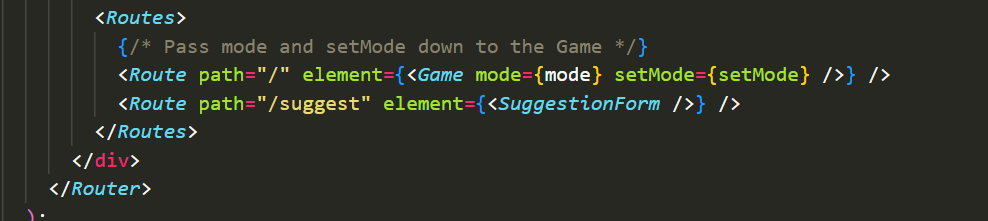 <Routes>
{/* Pass mode and setMode down to the Game */}
<Route path="/" element={<Game mode={mode} setMode={setMode} />} />
<Route path="/suggest" element={<SuggestionForm />} />
</Routes>
</div>
</Router>
);